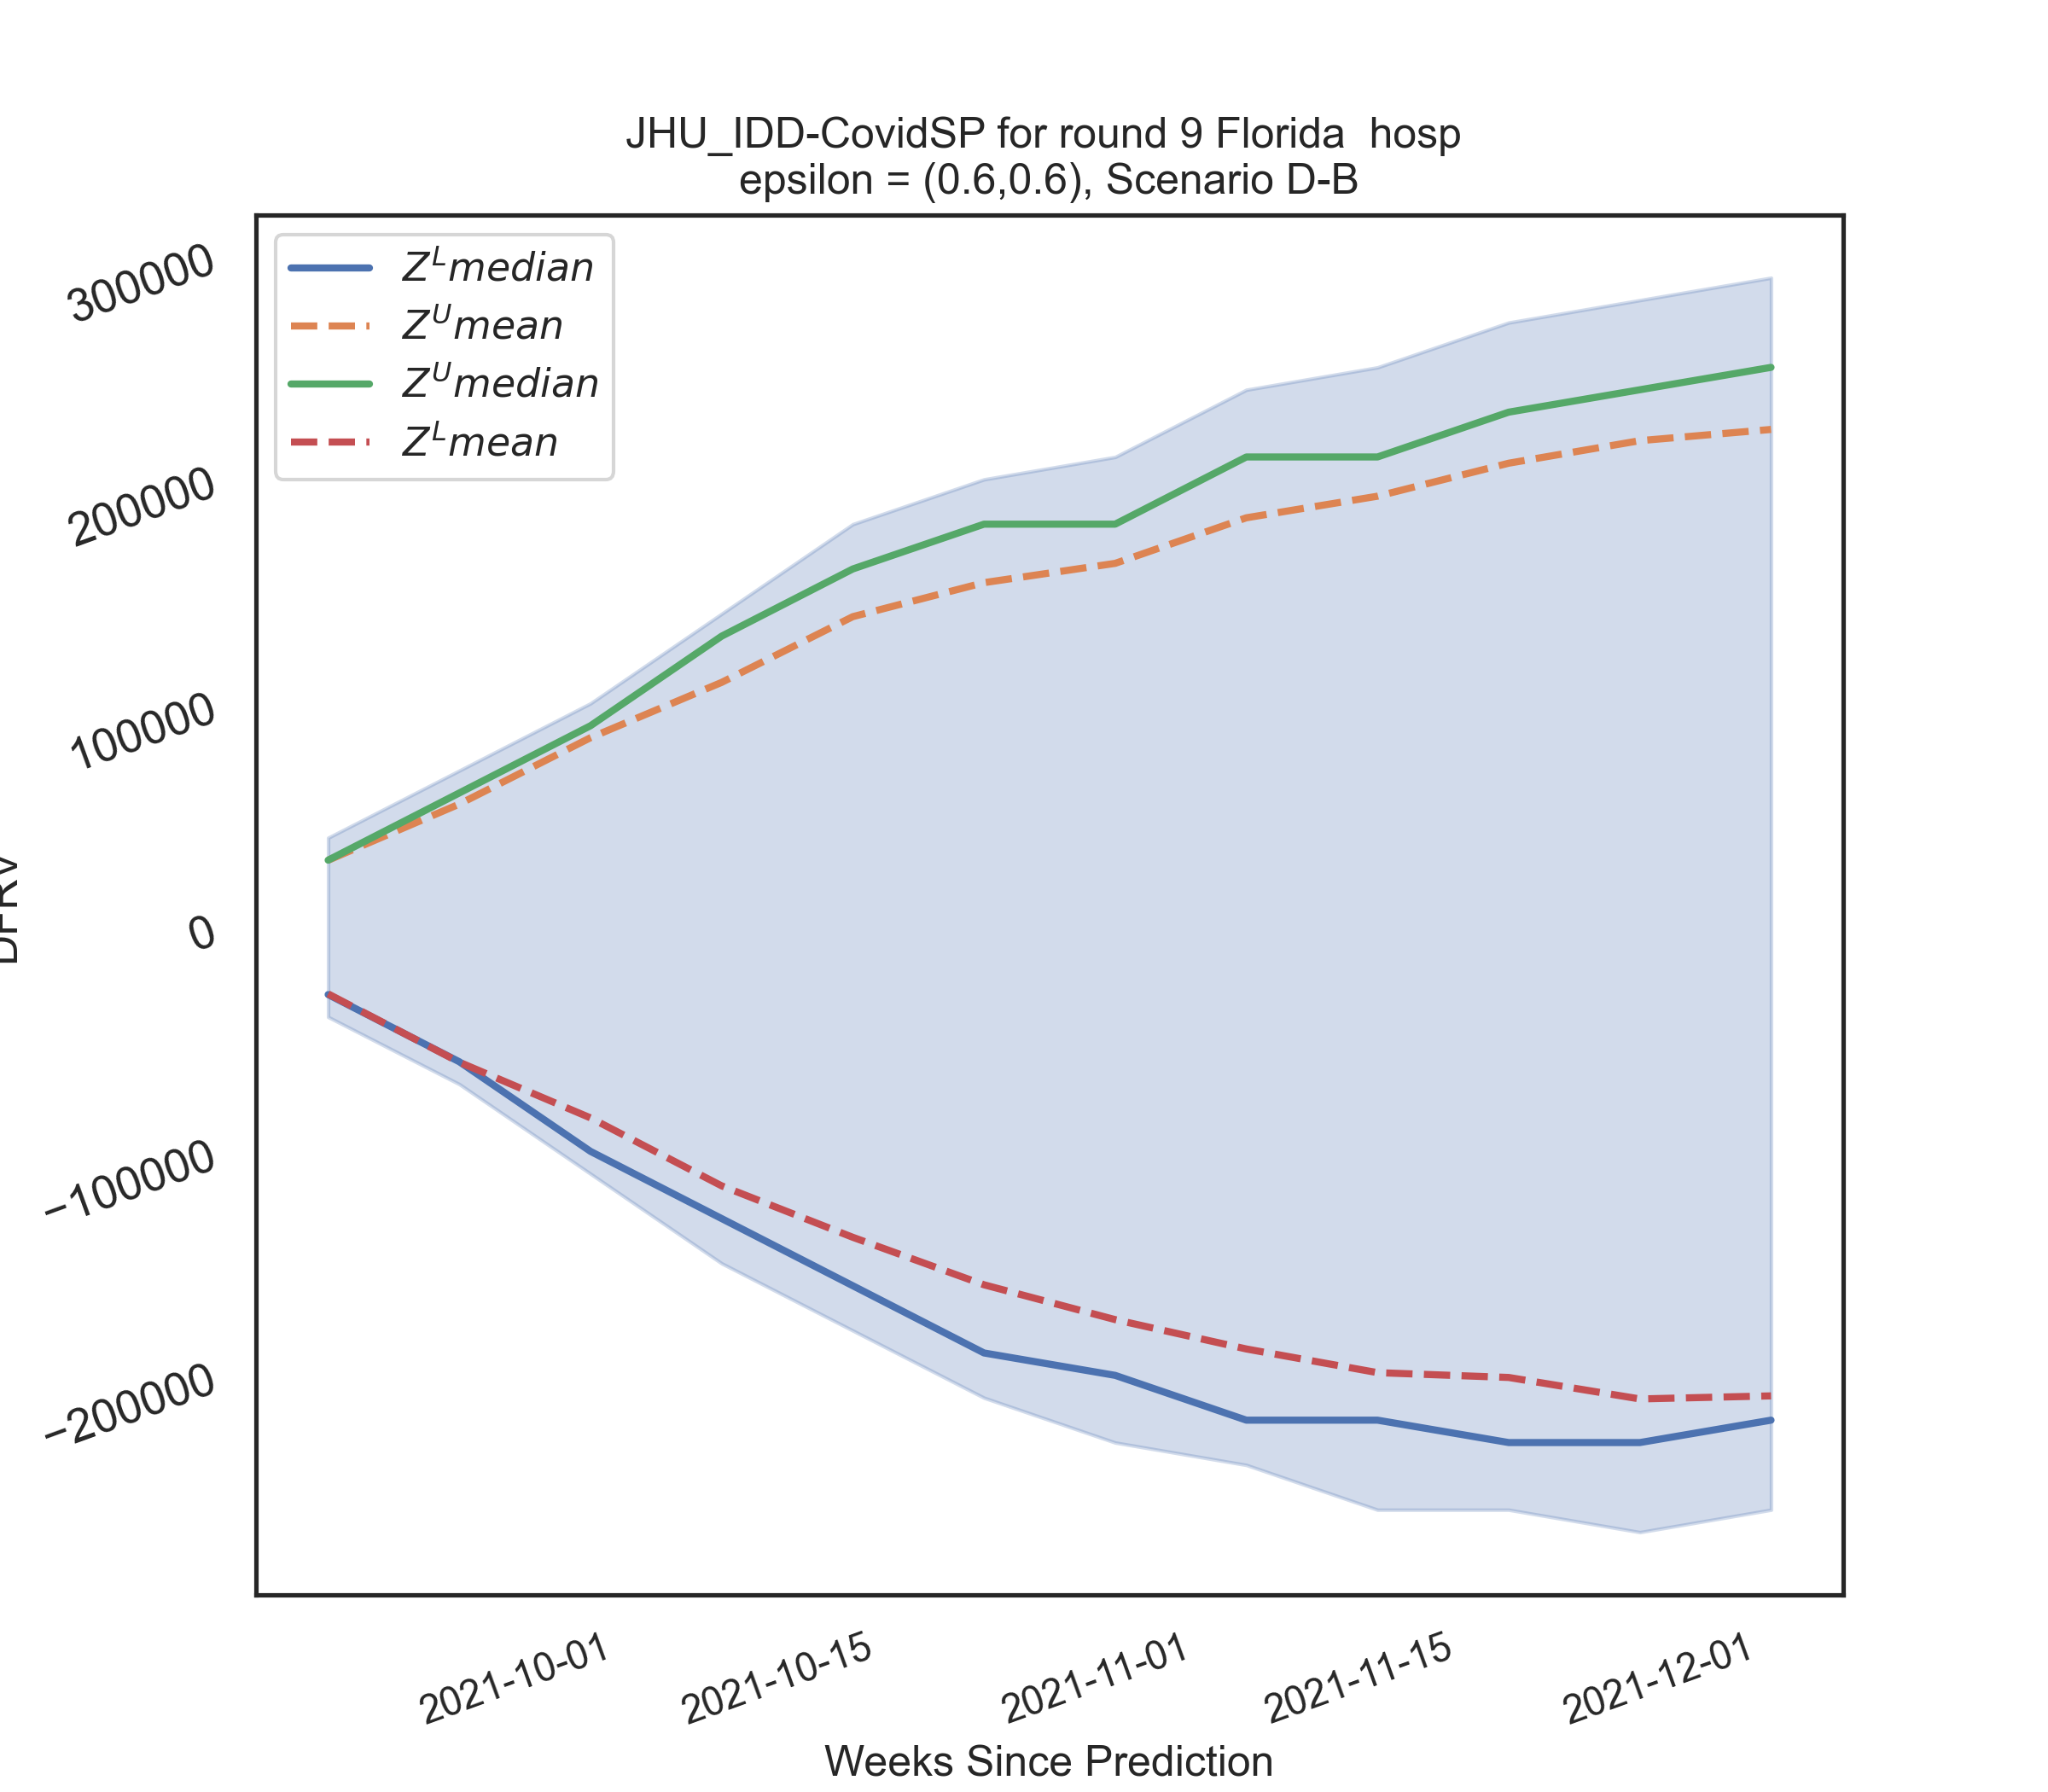 JHU_IDD-CovidSP for round 9 Florida  hosp
epsilon = (0.6,0.6), Scenario D-B
Z^L median
Z^U mean
Z^U median
Z^L mean
300000
200000
100000
0
−100000
−200000
2021-10-01
2021-10-15
2021-11-01
2021-11-15
2021-12-01
Weeks Since Prediction